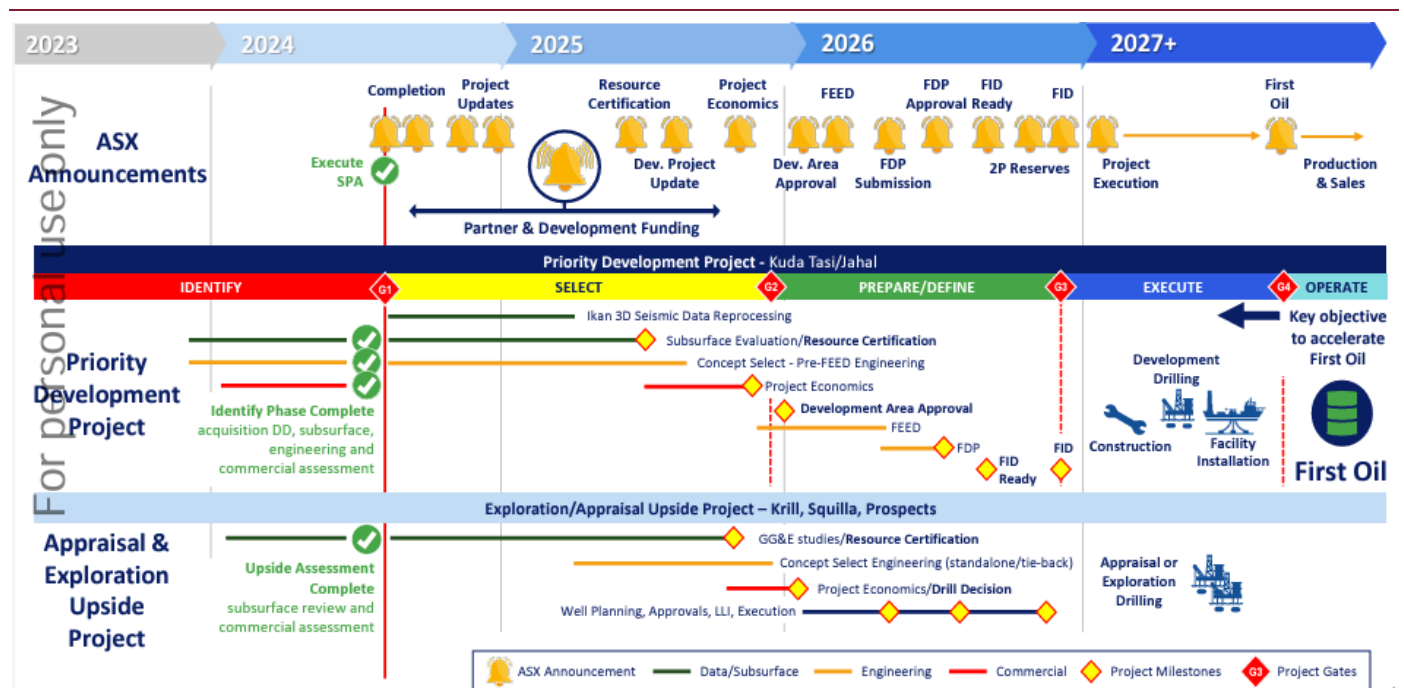 2023
2024
2025
2026
2027+
For personal use only
ASX
Announcements
Completion
Project
Updates
Resource
Certification
Project
Economics
FEED
FDP
Approval
FID
Ready
FID
First
Oil
Execute
SPA
Dev. Project
Update
Dev. Area
Approval
FDP
Submission
2P Reserves
Project
Execution
Production
& Sales
Partner & Development Funding
Priority Development Project - Kuda Tasi/Jahal
IDENTIFY
G1
SELECT
G2
PREPARE/DEFINE
G3
EXECUTE
G4
OPERATE
Priority
Development
Project
Ikan 3D Seismic Data Reprocessing
Subsurface Evaluation/Resource Certification
Concept Select - Pre-FEED Engineering
Project Economics
Development Area Approval
FEED
FDP
FID
Ready
FID
Identify Phase Complete
acquisition DD, subsurface,
engineering and
commercial assessment
Key objective
to accelerate
First Oil
Development
Drilling
Construction
Facility
Installation
First Oil
Exploration/Appraisal Upside Project – Krill, Squilla, Prospects
Appraisal &
Exploration
Upside
Project
GG&E studies/Resource Certification
Concept Select Engineering (standalone/tie-back)
Project Economics/Drill Decision
Well Planning, Approvals, LLI, Execution
Upside Assessment
Complete
subsurface review and
commercial assessment
Appraisal or
Exploration
Drilling
ASX Announcement
Data/Subsurface
Engineering
Commercial
Project Milestones
G3
Project Gates